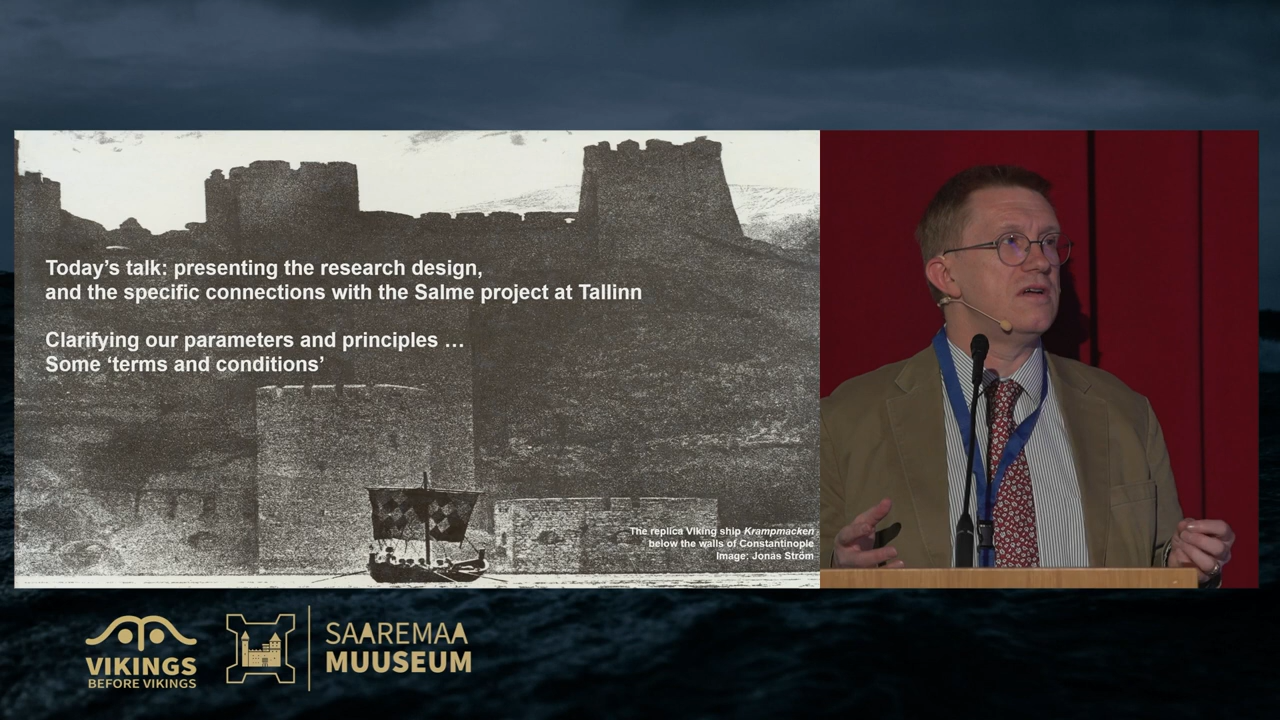 Today’s talk: presenting the research design,
and the specific connections with the Salme project at Tallinn
Clarifying our parameters and principles …
Some ‘terms and conditions’
The replica Viking ship Krampmacken
below the walls of Constantinople
Image: Jonas Ström
VIKINGS
BEFORE VIKINGS
SAAREMAA
MUUSEUM